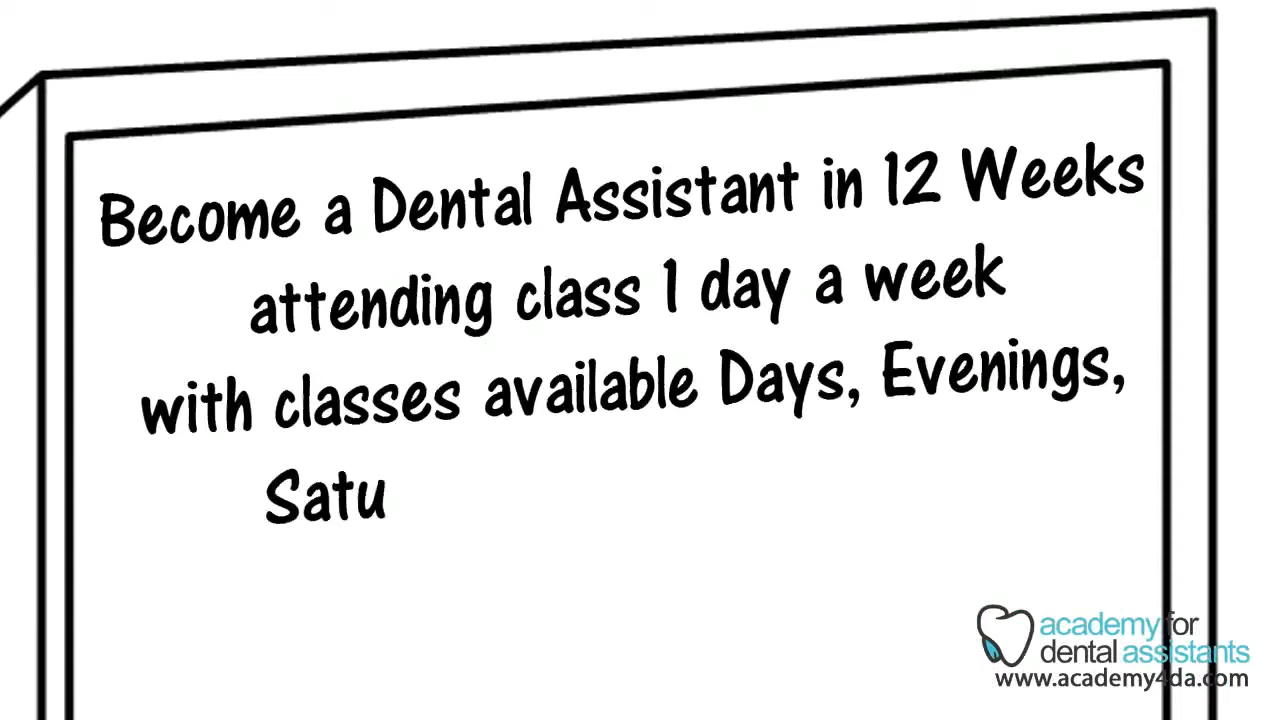 Become a Dental Assistant in 12 Weeks
attending class 1 day a week
with classes available Days, Evenings,
Satu
academy for
dental assistants
www.academy4da.com